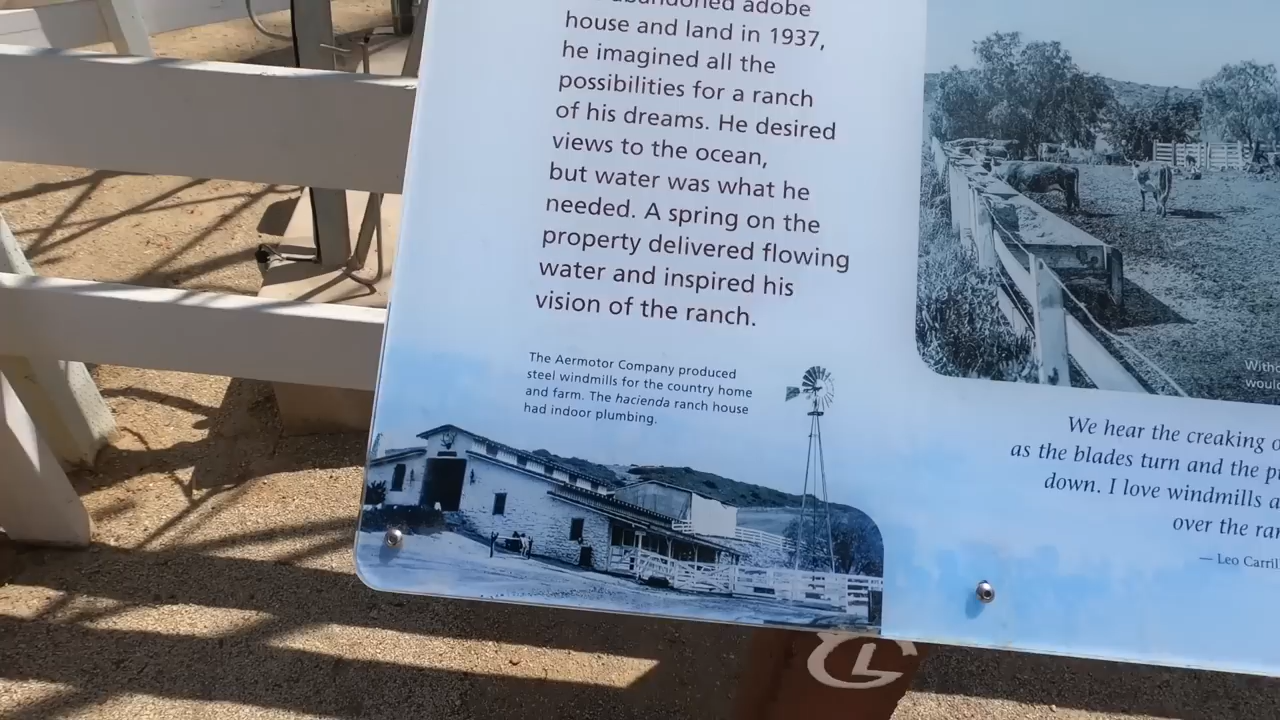 abandoned adobe
house and land in 1937,
he imagined all the
possibilities for a ranch
of his dreams. He desired
views to the ocean,
but water was what he
needed. A spring on the
property delivered flowing
water and inspired his
vision of the ranch.
The Aermotor Company produced
steel windmills for the country home
and farm. The hacienda ranch house
had indoor plumbing.
We hear the creaking
as the blades turn and the
down. I love windmills
over the
— Leo
CL